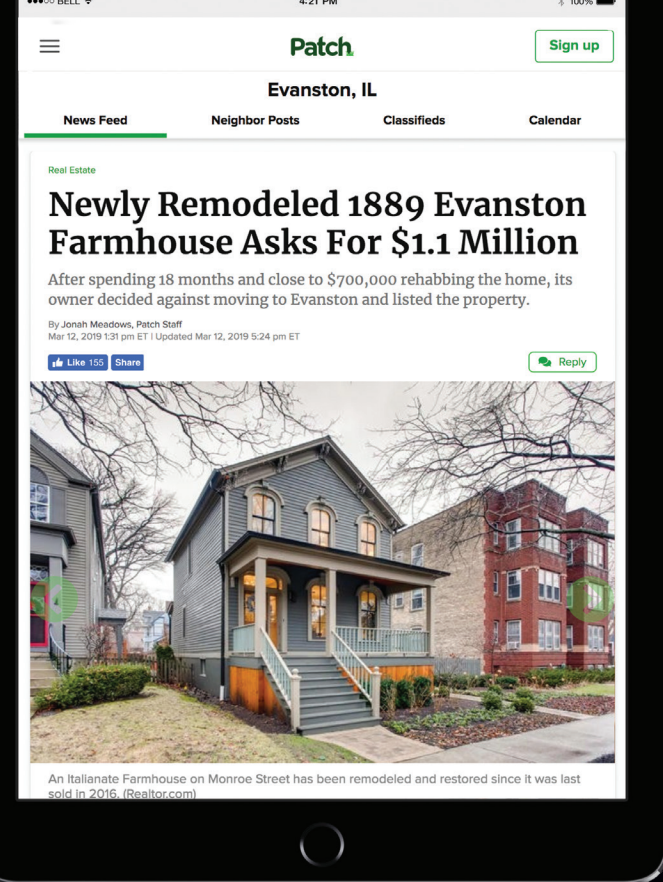 BELL 4:21 PM 100%
Patch
Sign up
Evanston, IL
News Feed Neighbor Posts Classifieds Calendar
Real Estate
Newly Remodeled 1889 Evanston
Farmhouse Asks For $1.1 Million
After spending 18 months and close to $700,000 rehabbing the home, its
owner decided against moving to Evanston and listed the property.
By Jonah Meadows, Patch Staff
Mar 12, 2019 1:31 pm ET | Updated Mar 12, 2019 5:24 pm ET
Like 155 Share Reply
An Italianate Farmhouse on Monroe Street has been remodeled and restored since it was last
sold in 2016. (Realtor.com)